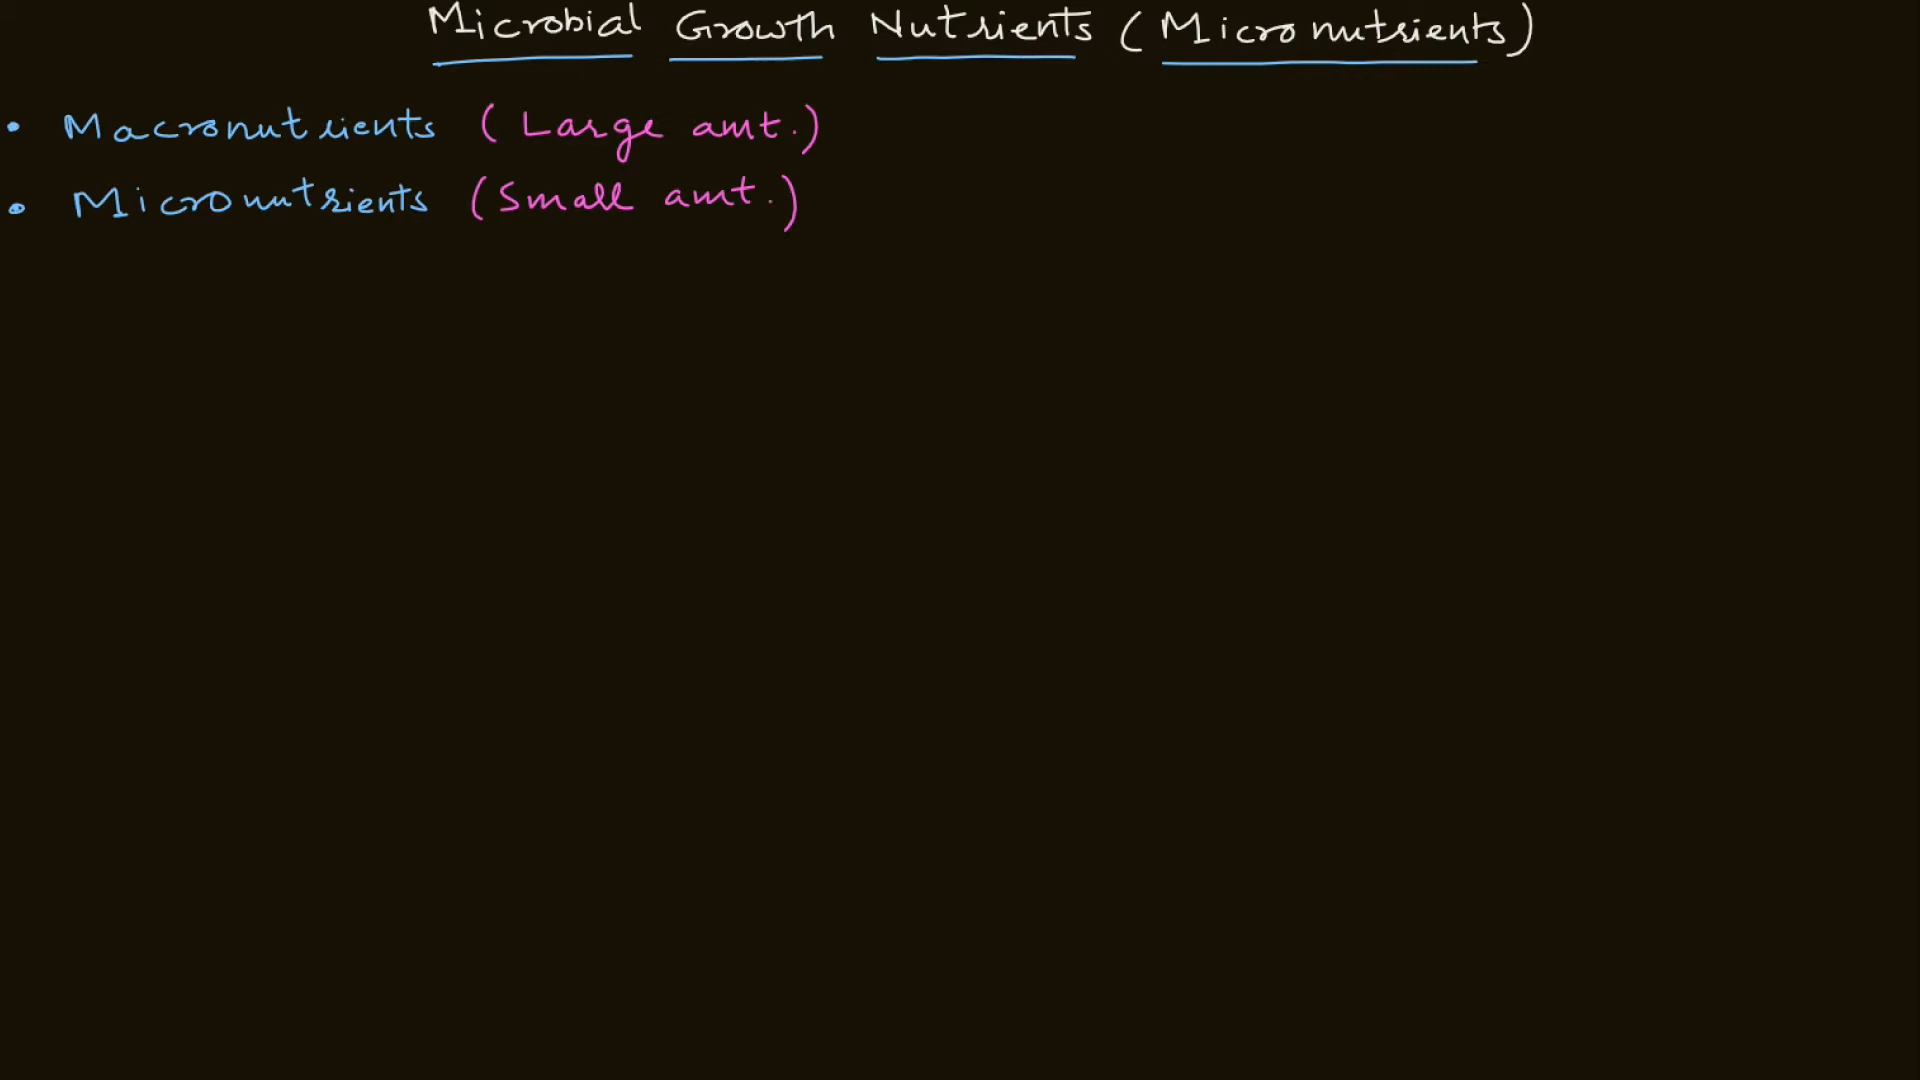 Microbial Growth Nutrients (Micronutrients)
• Macronutrients (Large amt.)
• Micronutrients (Small amt.)